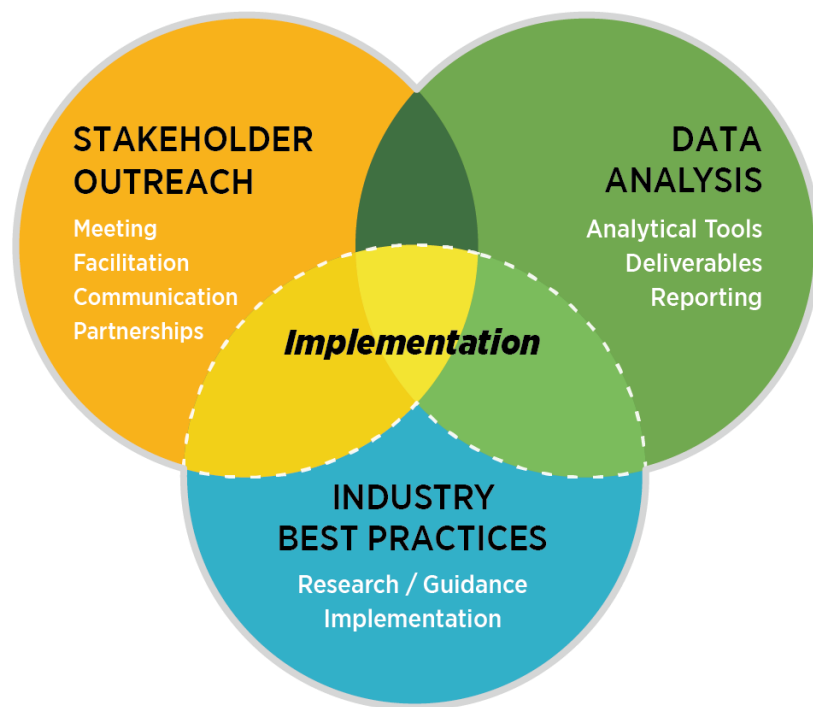 STAKEHOLDER
OUTREACH
Meeting
Facilitation
Communication
Partnerships
DATA
ANALYSIS
Analytical Tools
Deliverables
Reporting
Implementation
INDUSTRY
BEST PRACTICES
Research / Guidance
Implementation